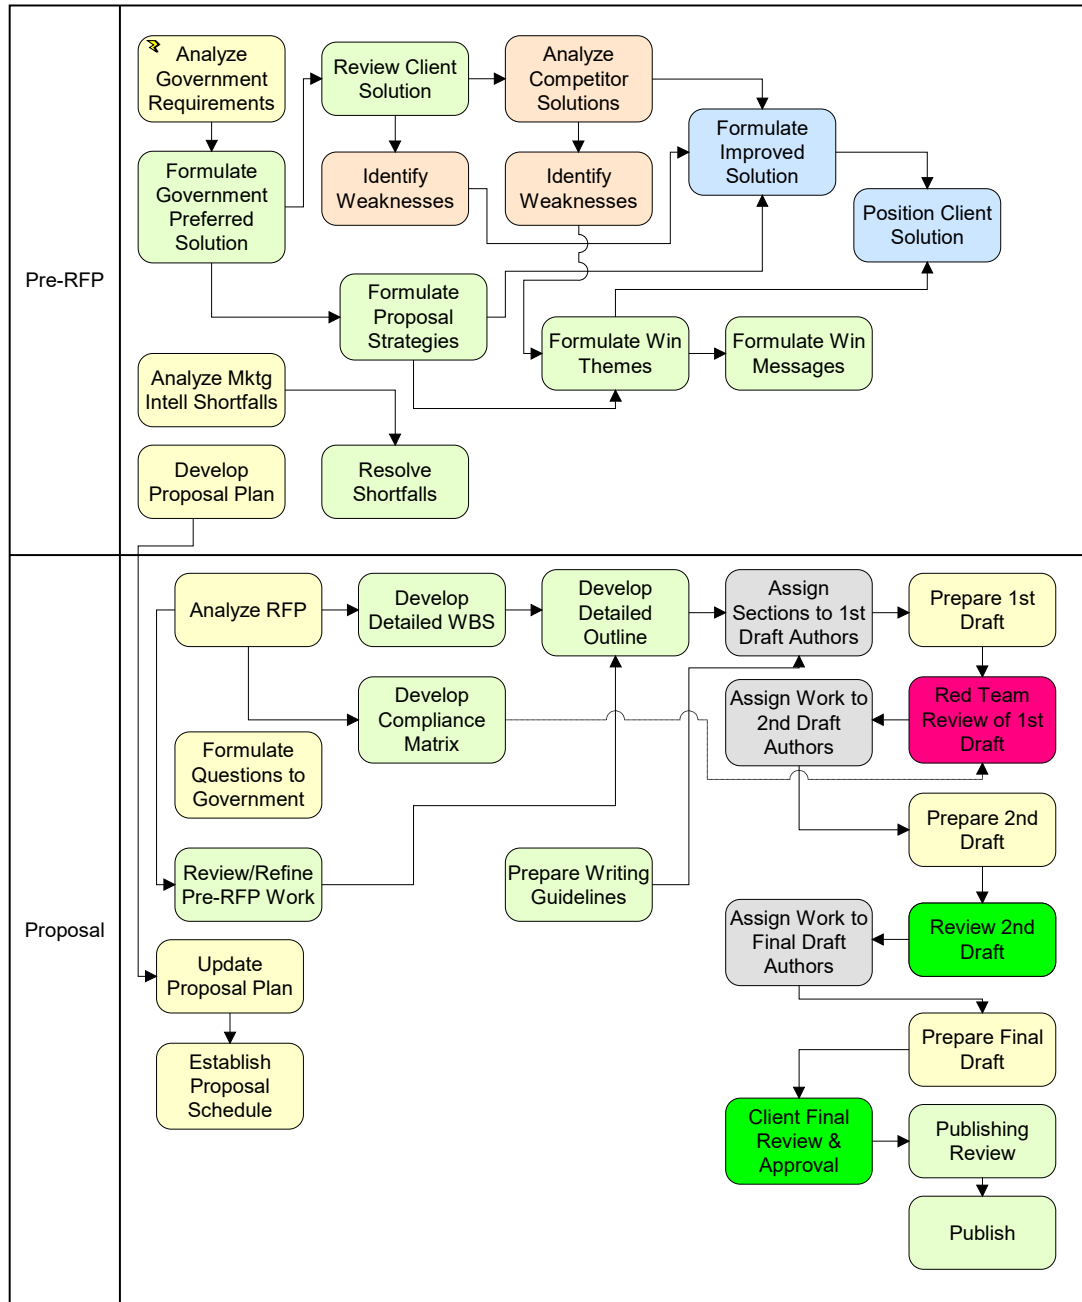 Pre-RFP
Analyze
Government
Requirements
Review Client
Solution
Analyze
Competitor
Solutions
Formulate
Improved
Solution
Formulate
Government
Preferred
Solution
Identify
Weaknesses
Identify
Weaknesses
Position Client
Solution
Formulate
Proposal
Strategies
Formulate Win
Themes
Formulate Win
Messages
Analyze Mktg
Intell Shortfalls
Develop
Proposal Plan
Resolve
Shortfalls
Proposal
Analyze RFP
Develop
Detailed WBS
Develop
Detailed
Outline
Assign
Sections to 1st
Draft Authors
Prepare 1st
Draft
Develop
Compliance
Matrix
Assign Work to
2nd Draft
Authors
Red Team
Review of 1st
Draft
Formulate
Questions to
Government
Prepare 2nd
Draft
Review/Refine
Pre-RFP Work
Prepare Writing
Guidelines
Assign Work to
Final Draft
Authors
Review 2nd
Draft
Update
Proposal Plan
Prepare Final
Draft
Establish
Proposal
Schedule
Client Final
Review &
Approval
Publishing
Review
Publish